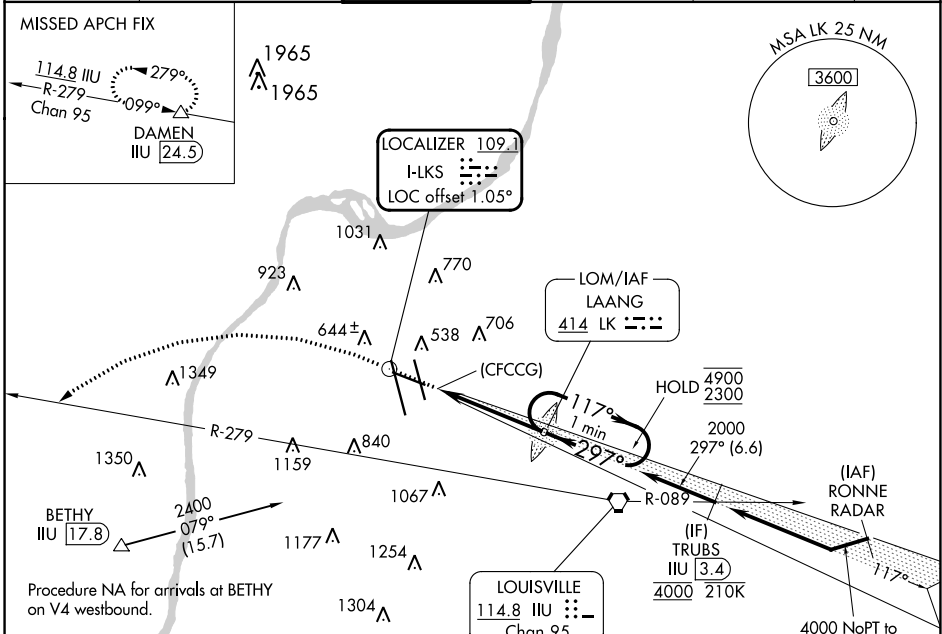 MISSED APCH FIX
114.8 IIU
R-279
Chan 95
279°
099°
DAMEN
IIU 24.5
1965
1965
MSA LK 25 NM
3600
LOCALIZER 109.1
I-LKS
LOC offset 1.05°
1031
770
923
644±
538
706
LOM/IAF
LAANG
414 LK
(CFCCG)
1349
HOLD 4900
2300
117°
1 min
297°
2000
297° (6.6)
R-279
1159
840
1350
1067
R-089
(IAF)
RONNE
RADAR
BETHY
IIU 17.8
2400
079°
(15.7)
1177
1254
(IF)
TRUBS
IIU 3.4
4000 210K
117°
Procedure NA for arrivals at BETHY
on V4 westbound.
1304
LOUISVILLE
114.8 IIU
Chan 95
4000 NoPT to